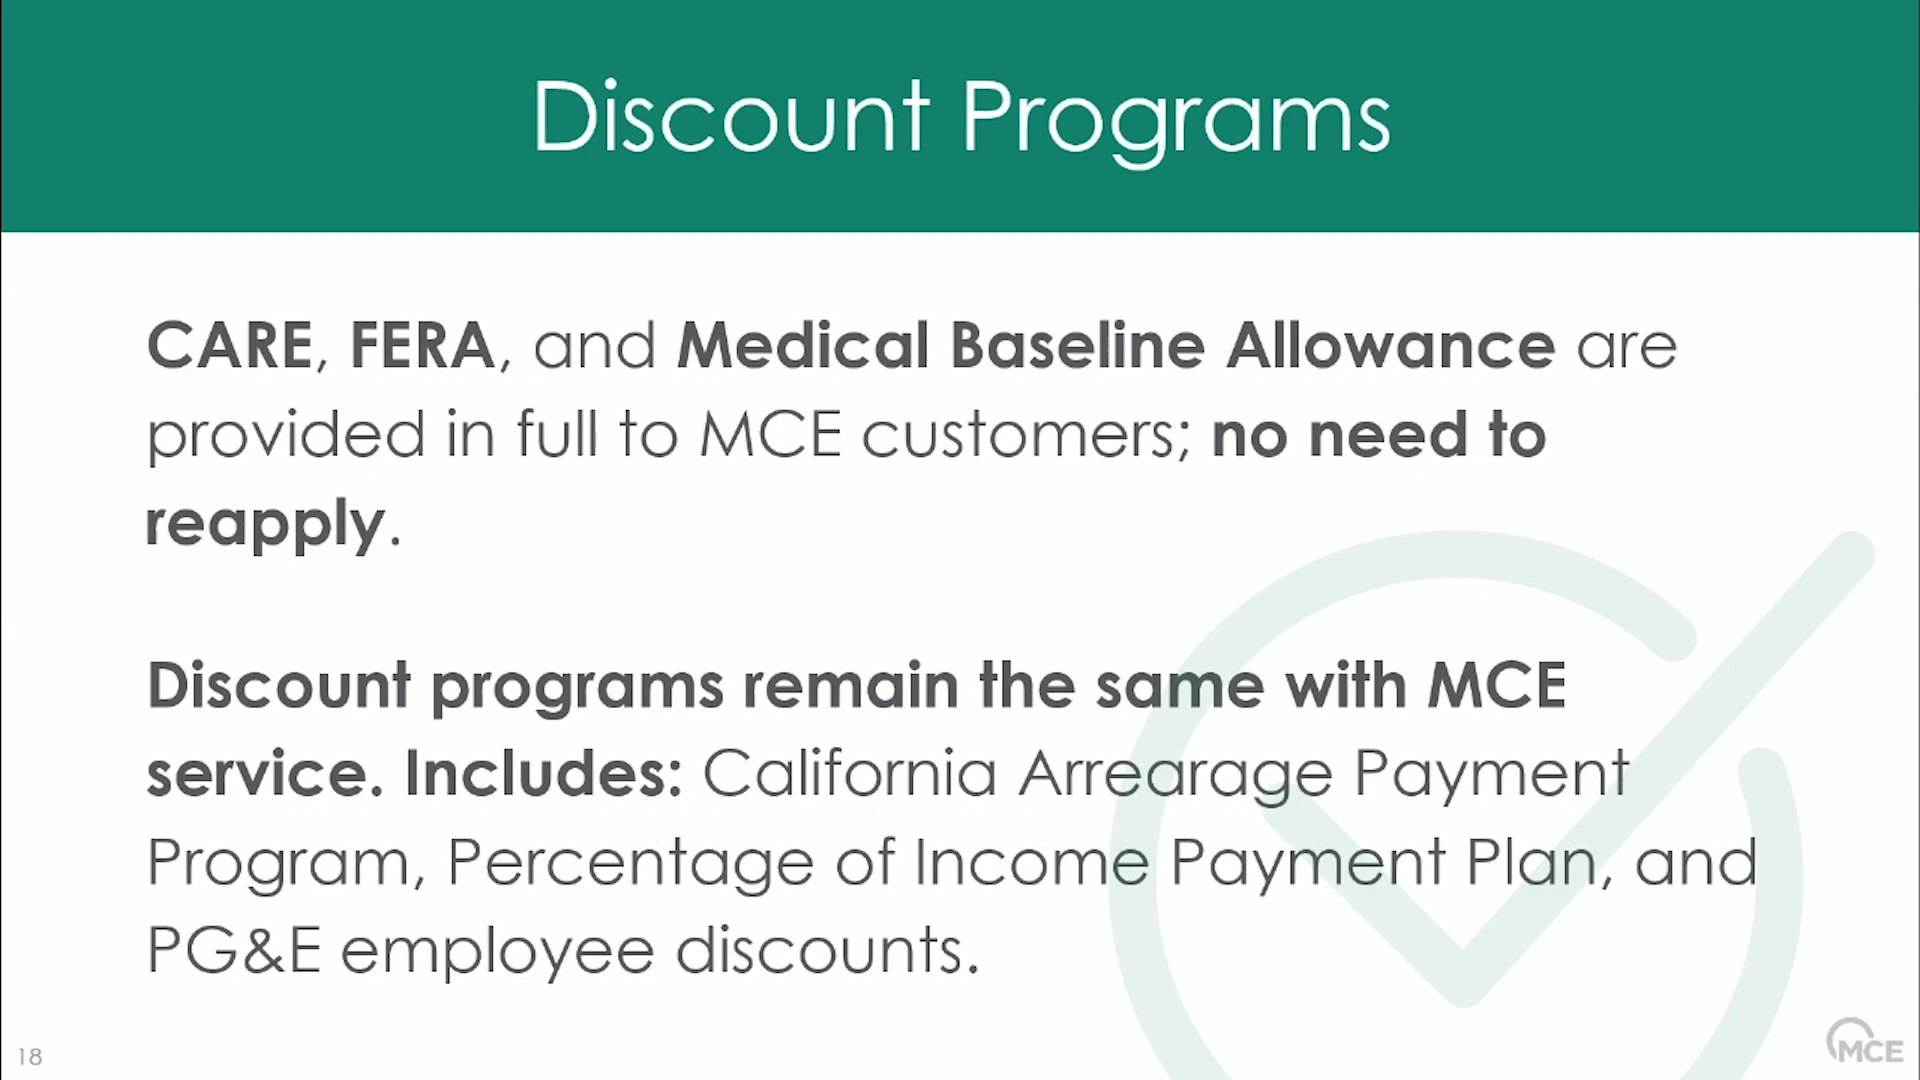 Discount Programs
CARE, FERA, and Medical Baseline Allowance are
provided in full to MCE customers; no need to
reapply.
Discount programs remain the same with MCE
service. Includes: California Arrearage Payment
Program, Percentage of Income Payment Plan, and
PG&E employee discounts.
18
MCE